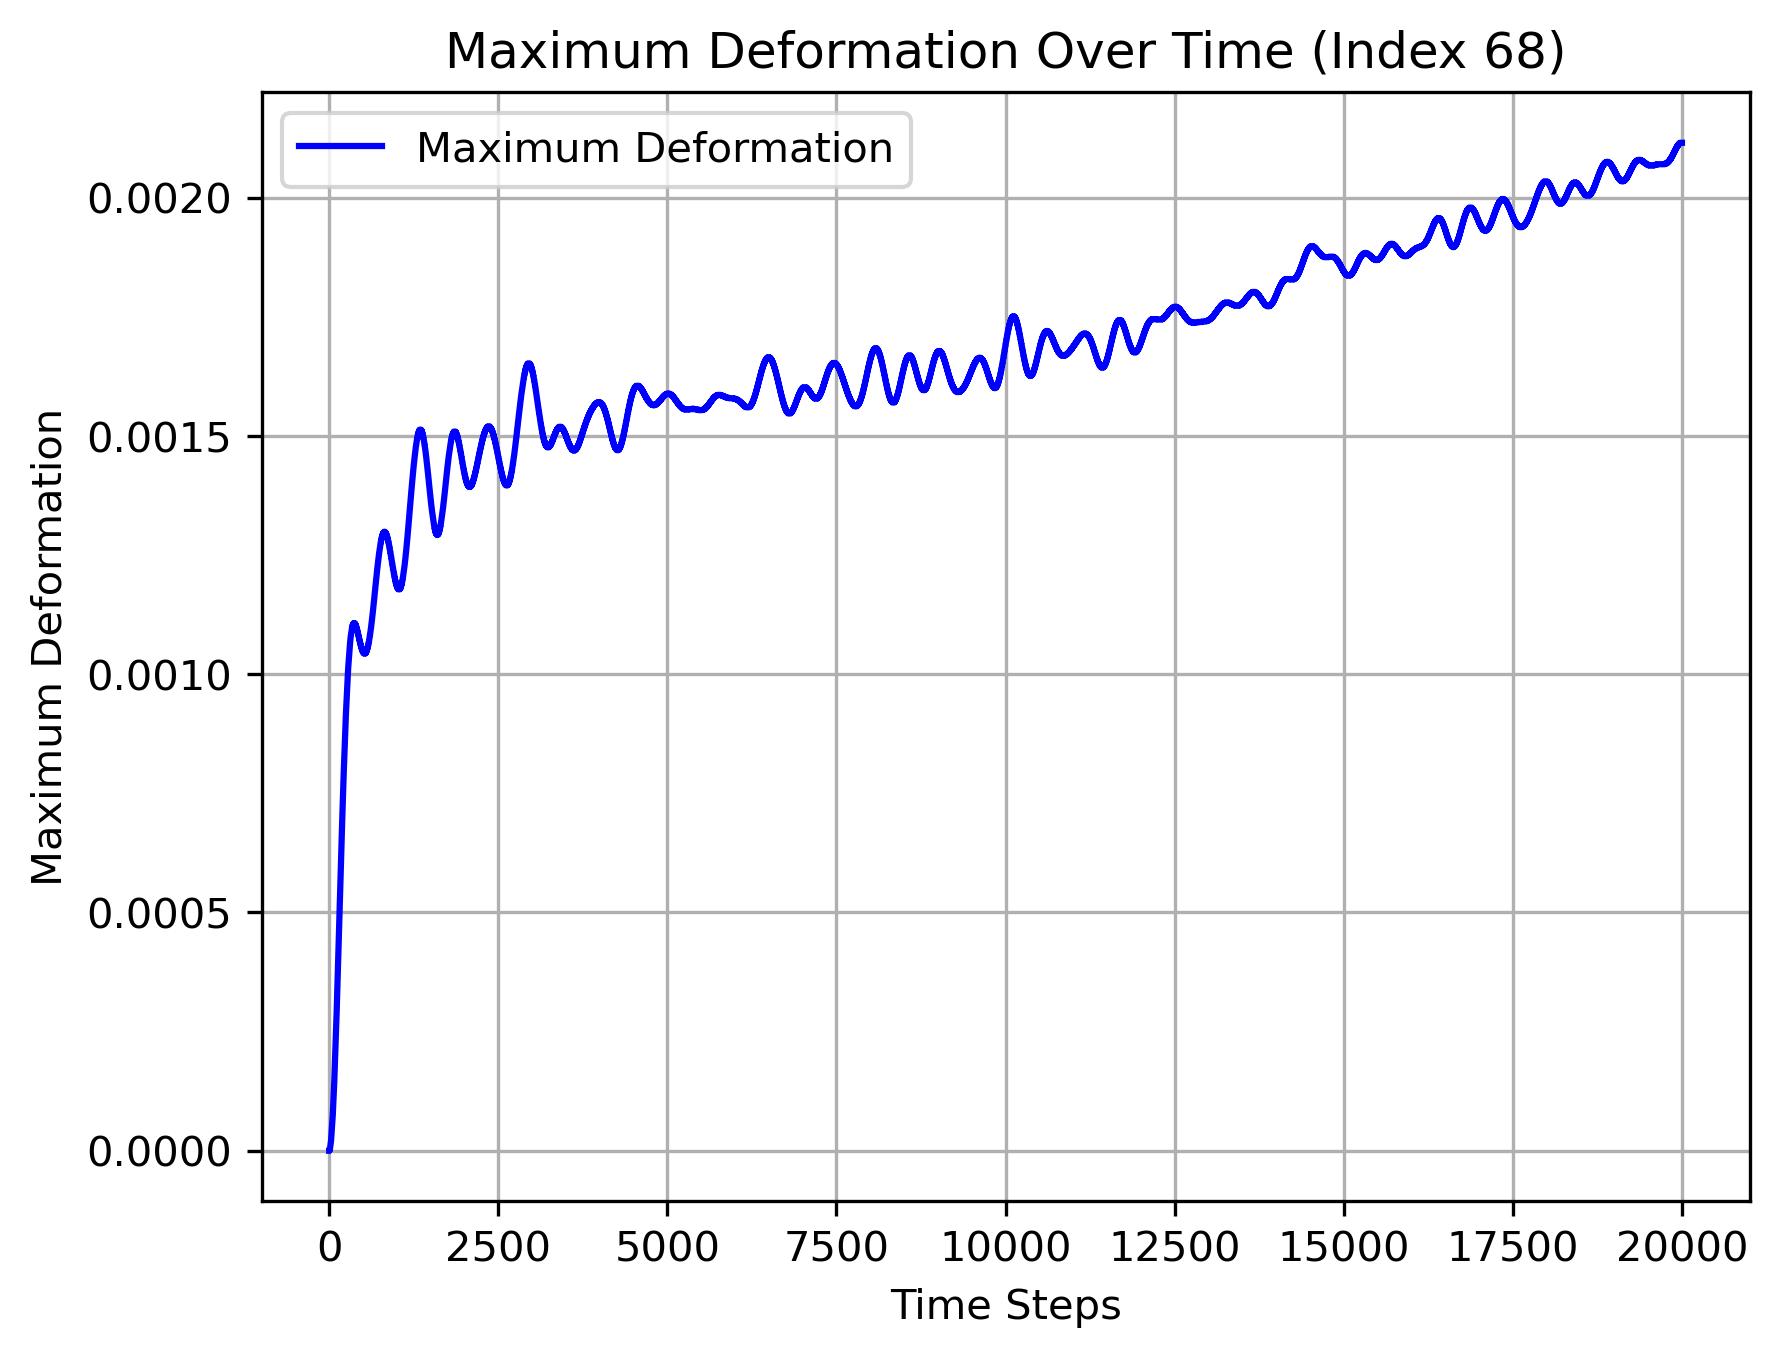 Maximum Deformation Over Time (Index 68)
Maximum Deformation
Maximum Deformation
0.0020
0.0015
0.0010
0.0005
0.0000
0 2500 5000 7500 10000 12500 15000 17500 20000
Time Steps